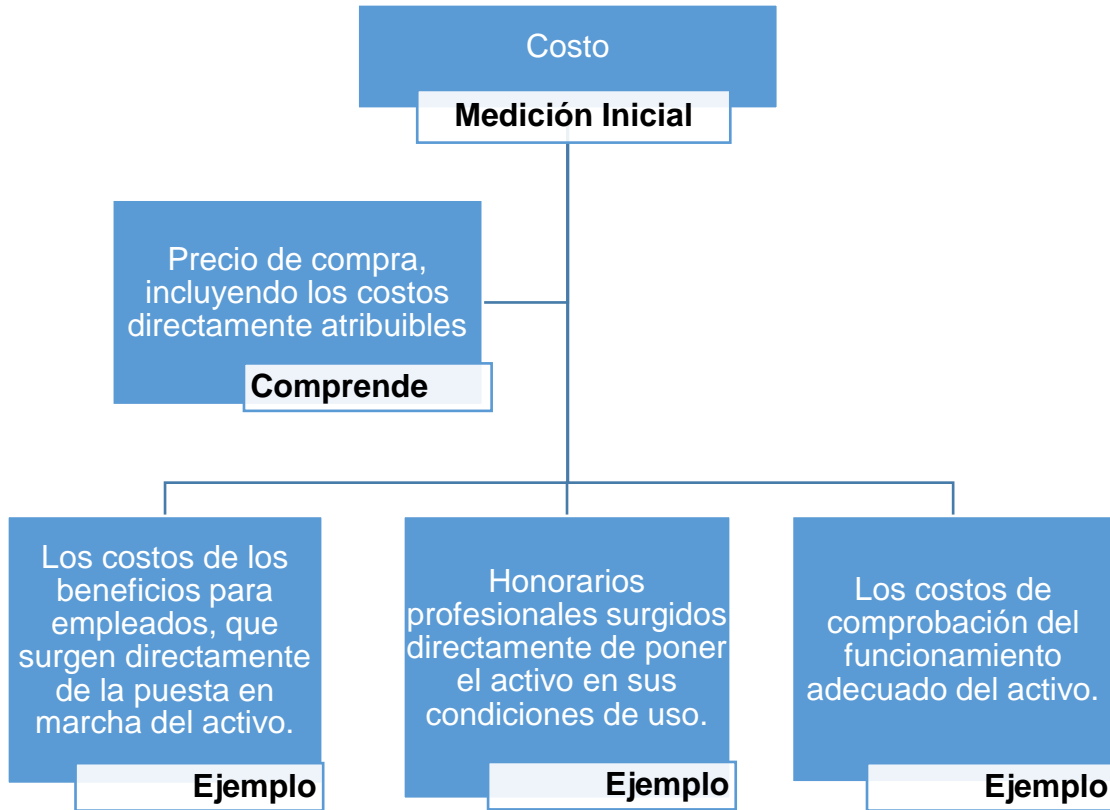 Costo
Medición Inicial
Precio de compra,
incluyendo los costos
directamente atribuibles
Comprende
Los costos de los
beneficios para
empleados, que
surgen directamente
de la puesta en
marcha del activo.
Ejemplo
Honorarios
profesionales surgidos
directamente de poner
el activo en sus
condiciones de uso.
Ejemplo
Los costos de
comprobación del
funcionamiento
adecuado del activo.
Ejemplo